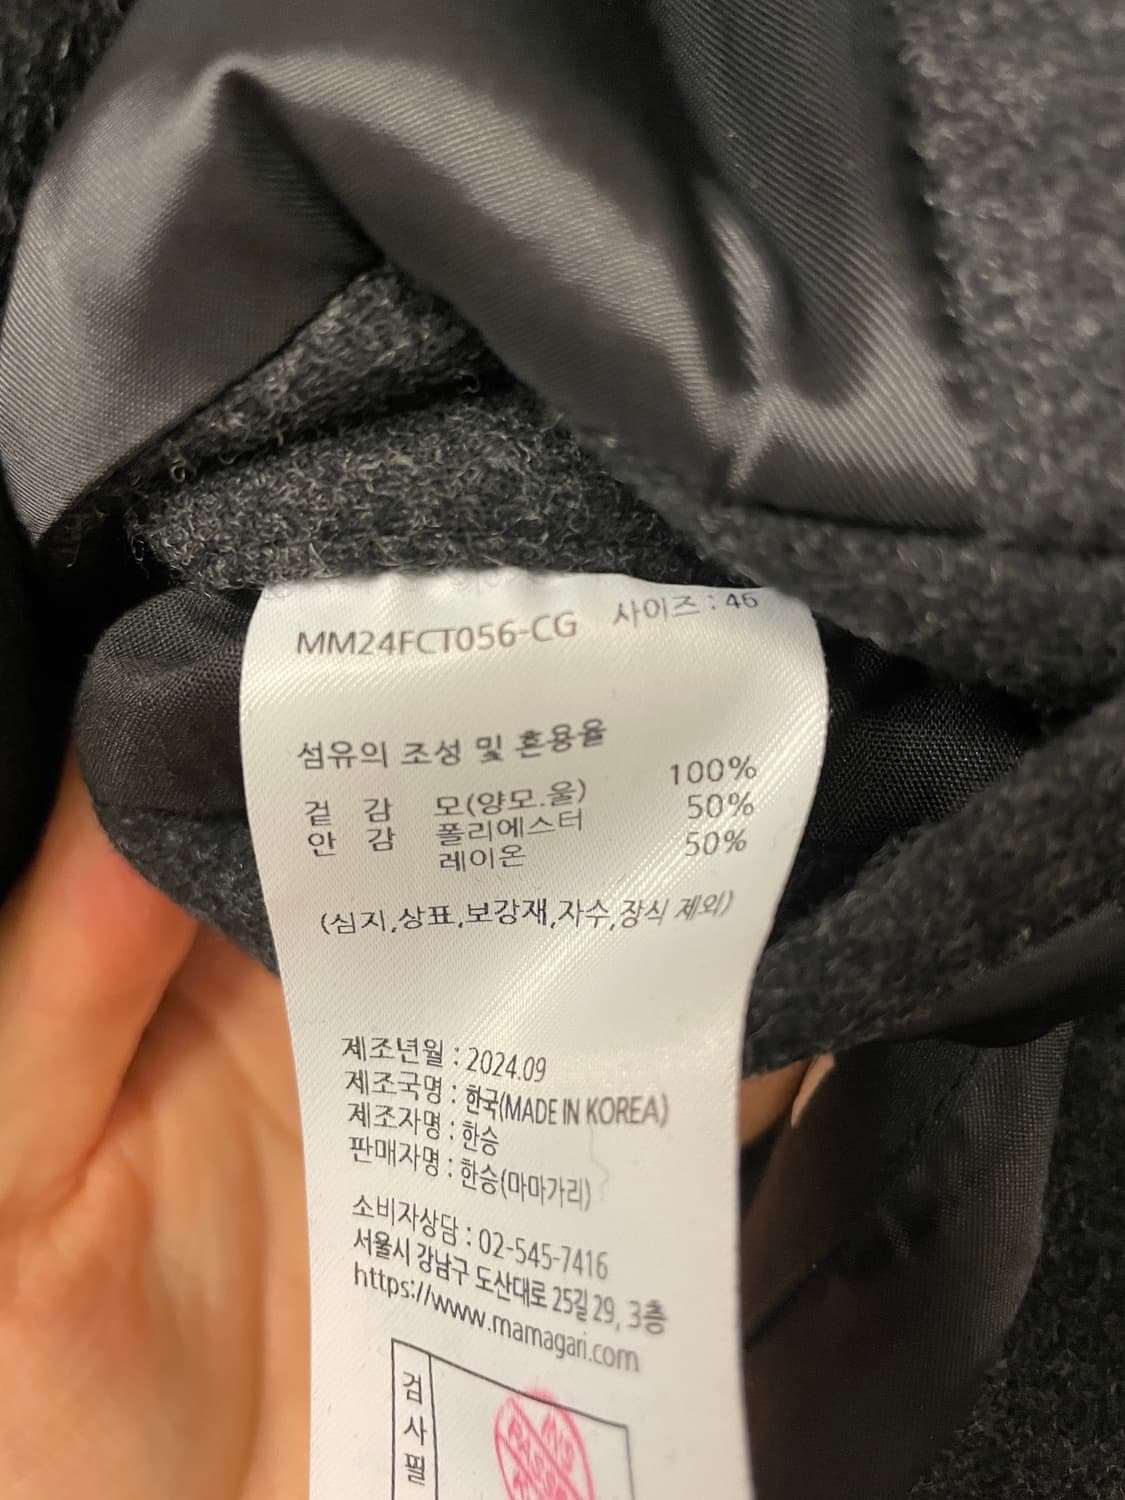 MM24FCT056-CG 사이즈 : 46
섬유의 조성 및 혼용율
겉 감 모(양모.울) 100%
안 감 폴리에스터 50%
레이온 50%
(심지,상표,보강재,자수,장식 제외)
제조년월 : 2024.09
제조국명 : 한국(MADE IN KOREA)
제조자명 : 한승
판매자명 : 한승(마마가리)
소비자상담 : 02-545-7416
서울시 강남구 도산대로 25길 29, 3층
https://www.mamagari.com
검사필